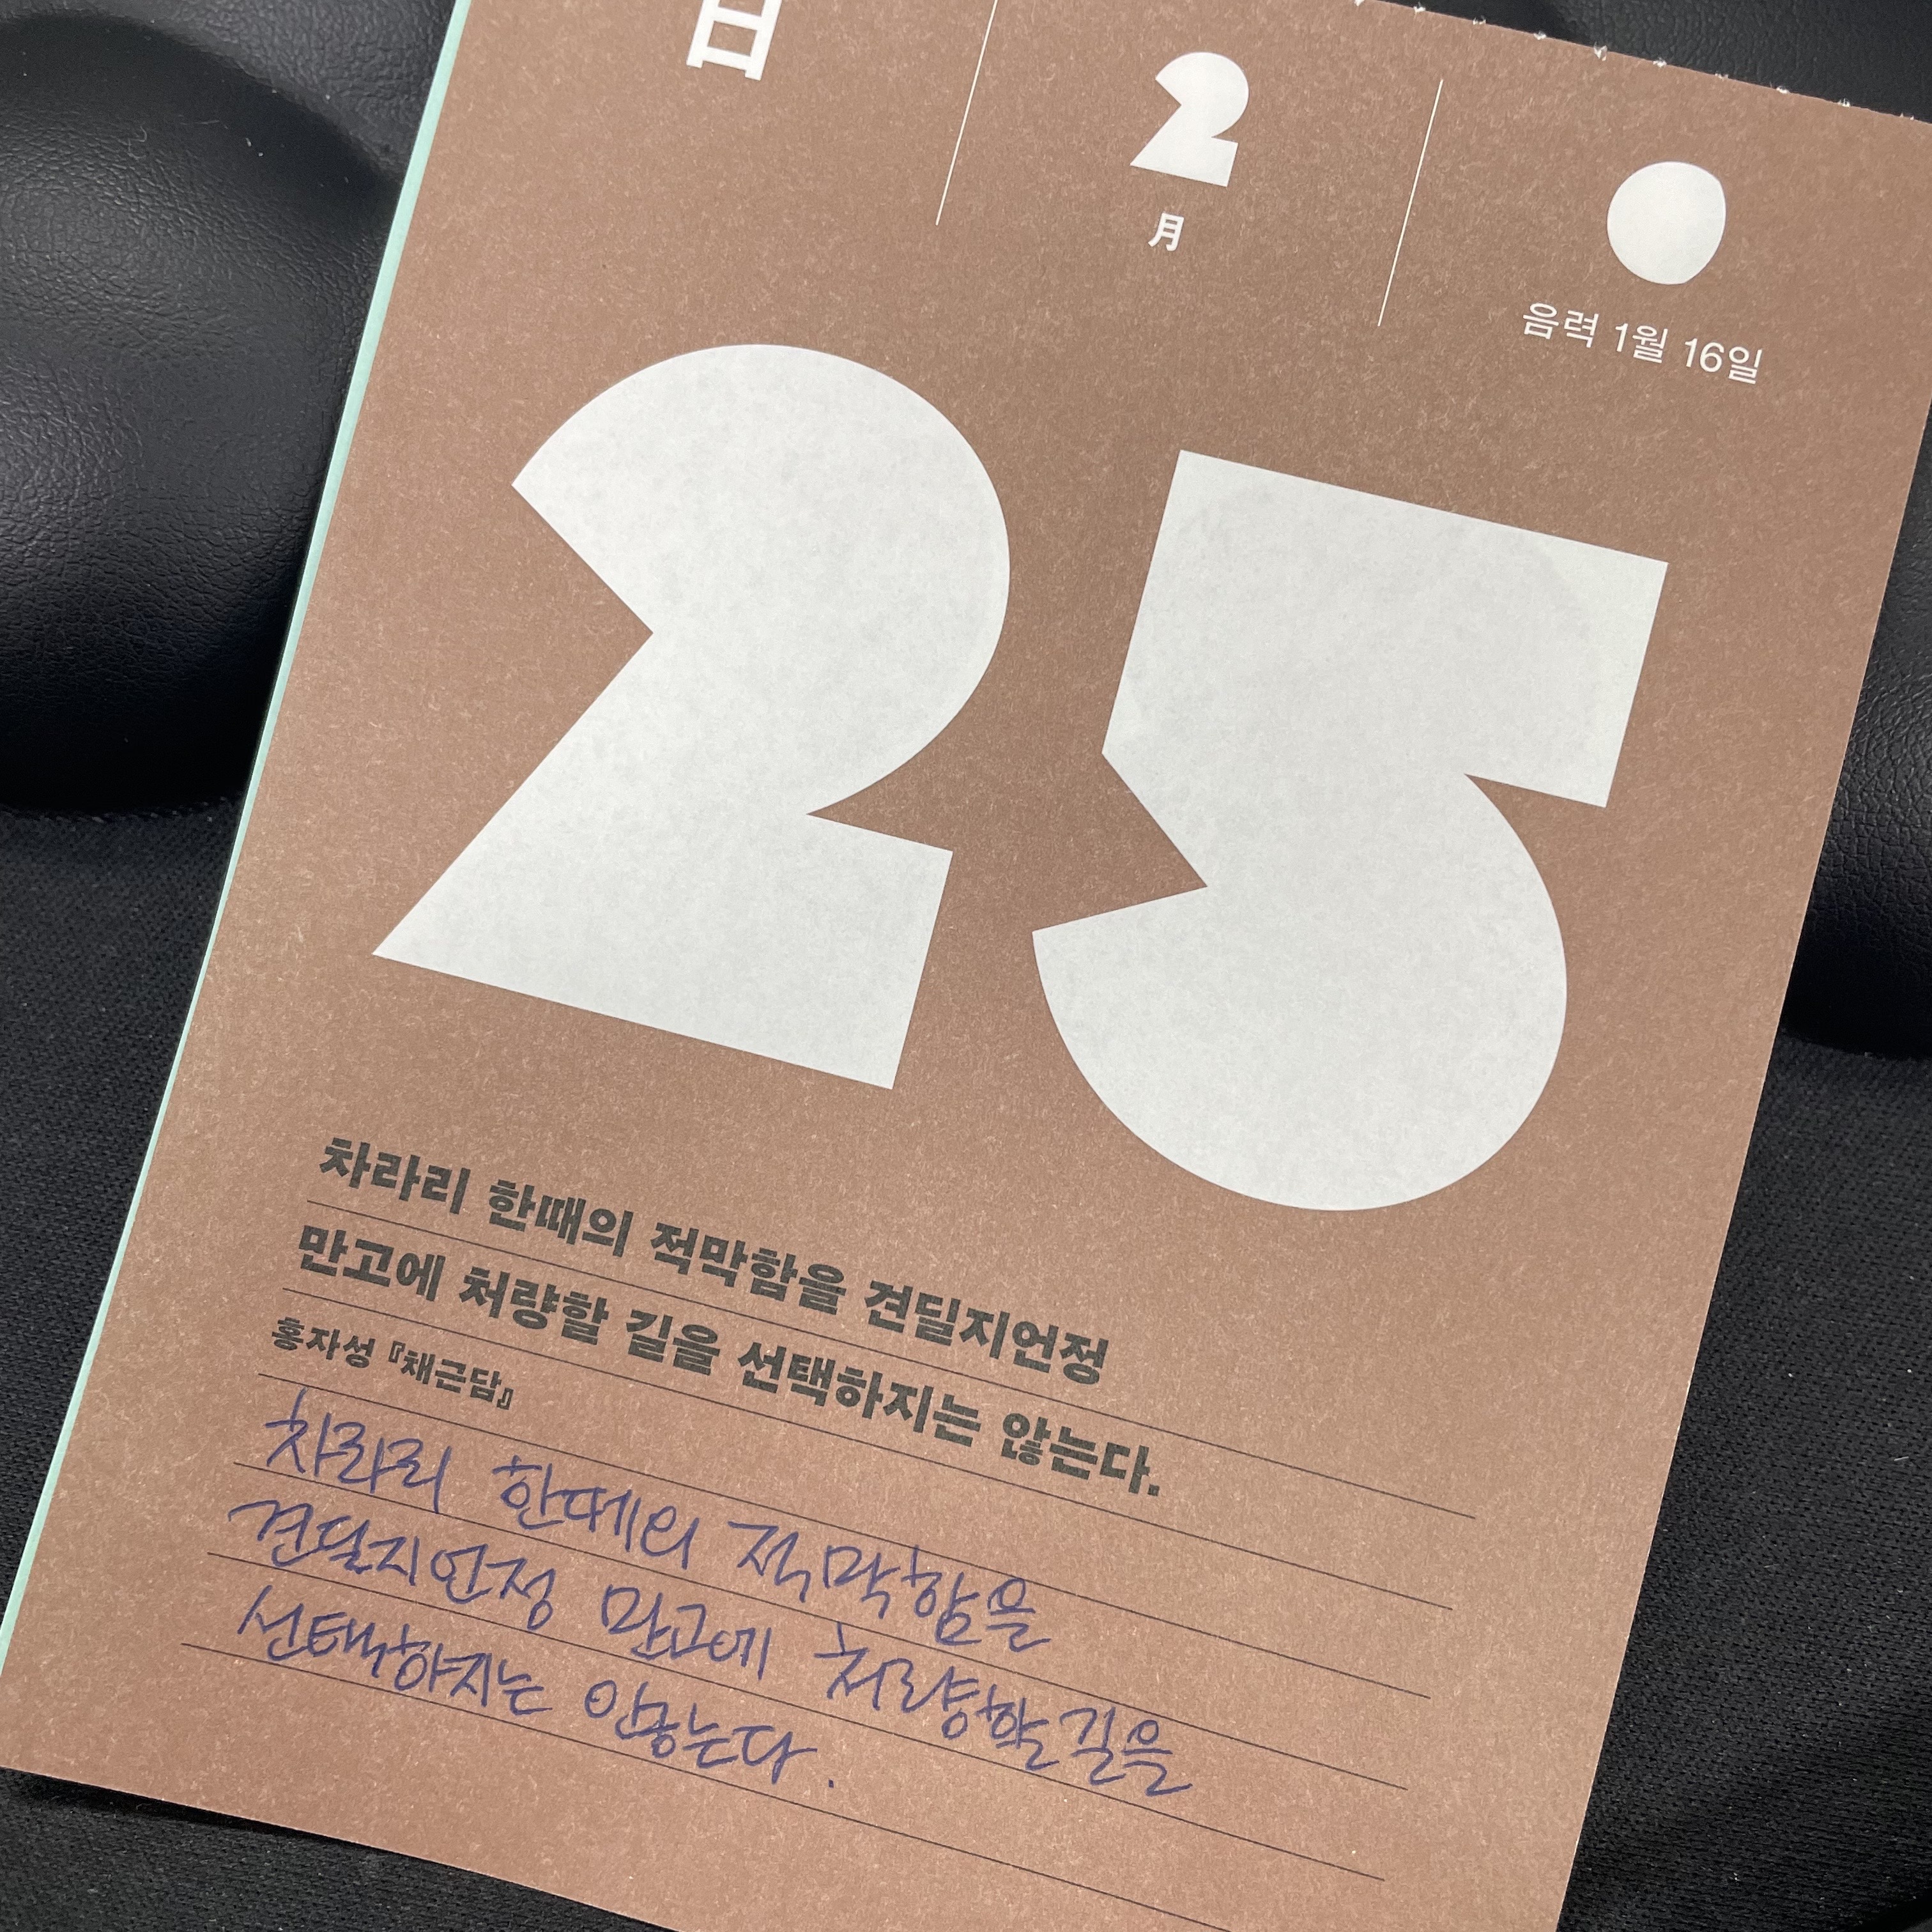 日
2
月
음력 1월 16일
25
차라리 한때의 적막함을 견딜지언정
만고에 처량할 길을 선택하지는 않는다.
홍자성 『채근담』
차라리 한때의 적막함을
견딜지언정 만고에 처량할 길을
선택하지는 않는다.